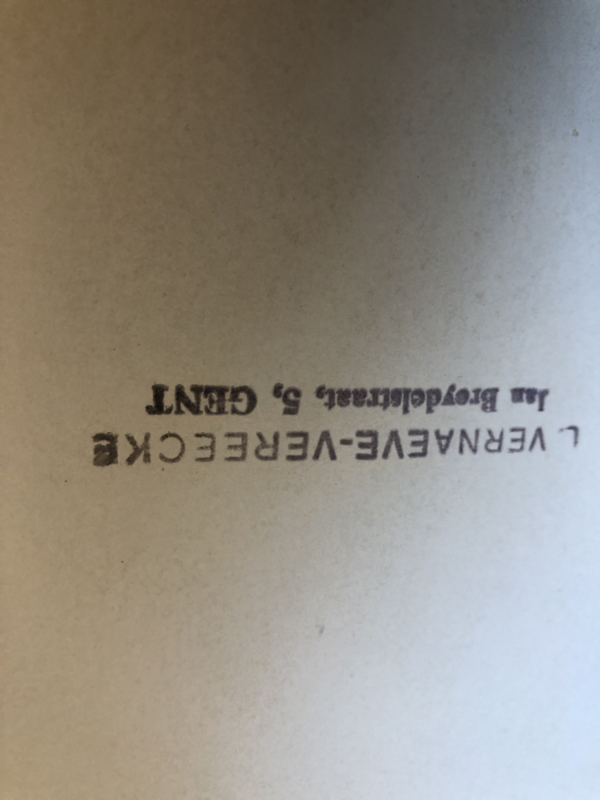 L. VERNAEVE-VEREECKE
Jan Breydelstraat, 5, GENT